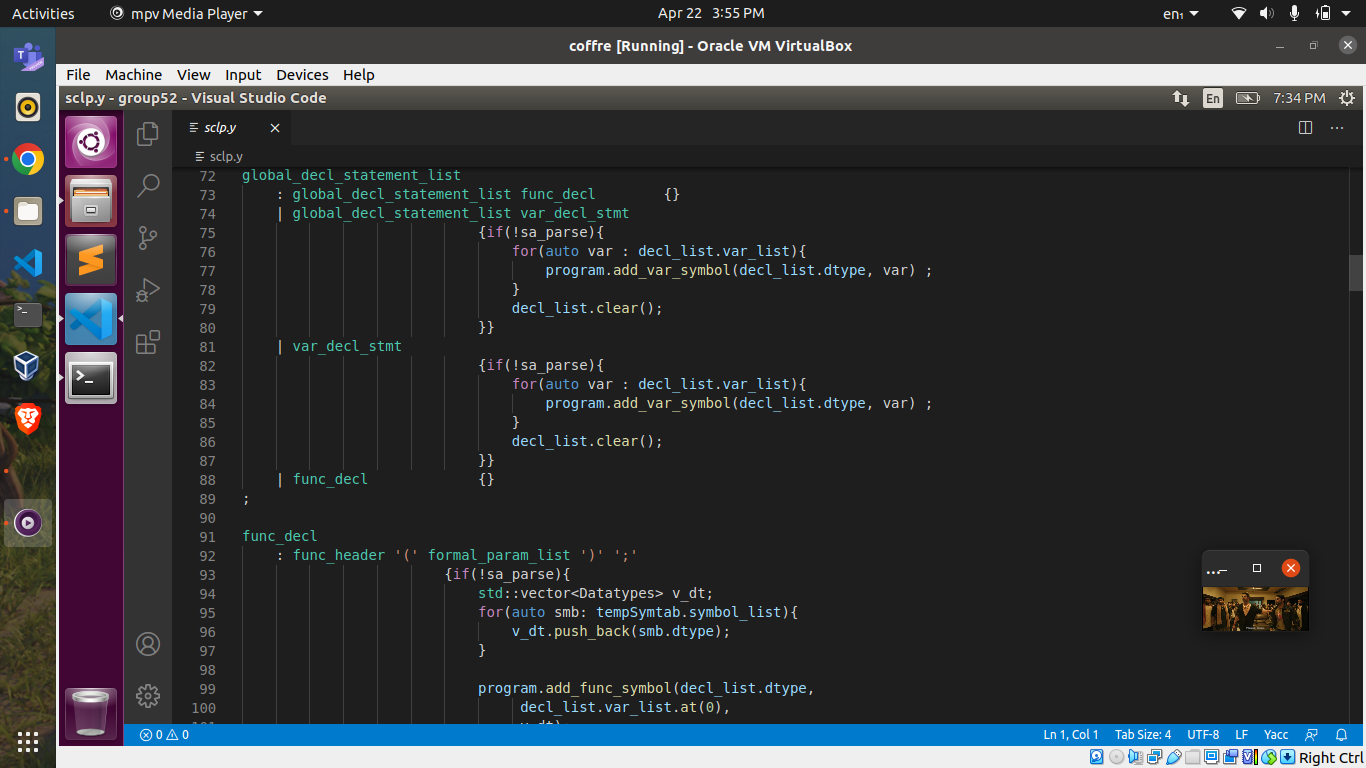 Activities mpv Media Player Apr 22 3:55 PM en₁
coffre [Running] - Oracle VM VirtualBox
File Machine View Input Devices Help
sclp.y - group52 - Visual Studio Code En 7:34 PM
sclp.y
sclp.y
72 global_decl_statement_list
73 : global_decl_statement_list func_decl {}
74 | global_decl_statement_list var_decl_stmt
75 {if(!sa_parse){
76 for(auto var : decl_list.var_list){
77 program.add_var_symbol(decl_list.dtype, var) ;
78 }
79 decl_list.clear();
80 }}
81 | var_decl_stmt
82 {if(!sa_parse){
83 for(auto var : decl_list.var_list){
84 program.add_var_symbol(decl_list.dtype, var) ;
85 }
86 decl_list.clear();
87 }}
88 | func_decl {}
89 ;
90
91 func_decl
92 : func_header '(' formal_param_list ')' ';'
93 {if(!sa_parse){
94 std::vector<Datatypes> v_dt;
95 for(auto smb: tempSymtab.symbol_list){
96 v_dt.push_back(smb.dtype);
97 }
98
99 program.add_func_symbol(decl_list.dtype,
100 decl_list.var_list.at(0),
0 0 Ln 1, Col 1 Tab Size: 4 UTF-8 LF Yacc
Right Ctrl